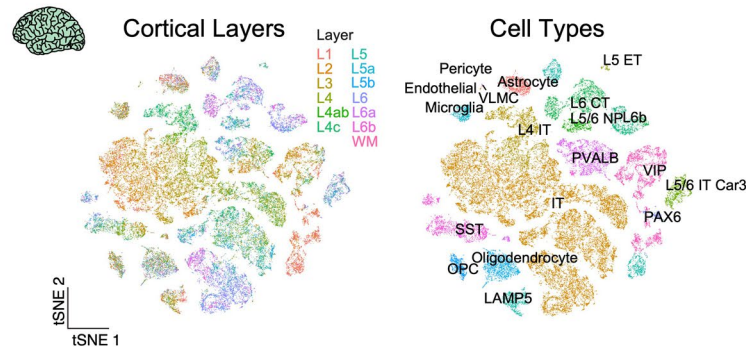 Cortical Layers
Layer
L1 L5
L2 L5a
L3 L5b
L4 L6
L4ab L6a
L4c L6b
WM
tSNE 2
tSNE 1
Cell Types
L5 ET
Pericyte
Astrocyte
Endothelial
VLMC
Microglia
L6 CT
L5/6 NP
L6b
L4 IT
PVALB
VIP
L5/6 IT Car3
IT
PAX6
SST
Oligodendrocyte
OPC
LAMP5